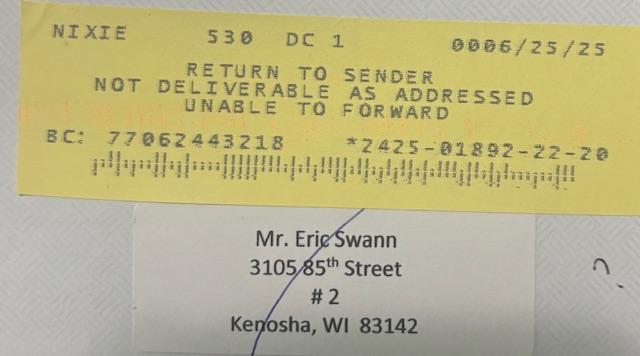 NIXIE 530 DC 1 0006/25/25
RETURN TO SENDER
NOT DELIVERABLE AS ADDRESSED
UNABLE TO FORWARD
BC: 77062443218 *2425-01892-22-20
Mr. Eric Swann
3105 85th Street
?
# 2
Kenosha, WI 83142